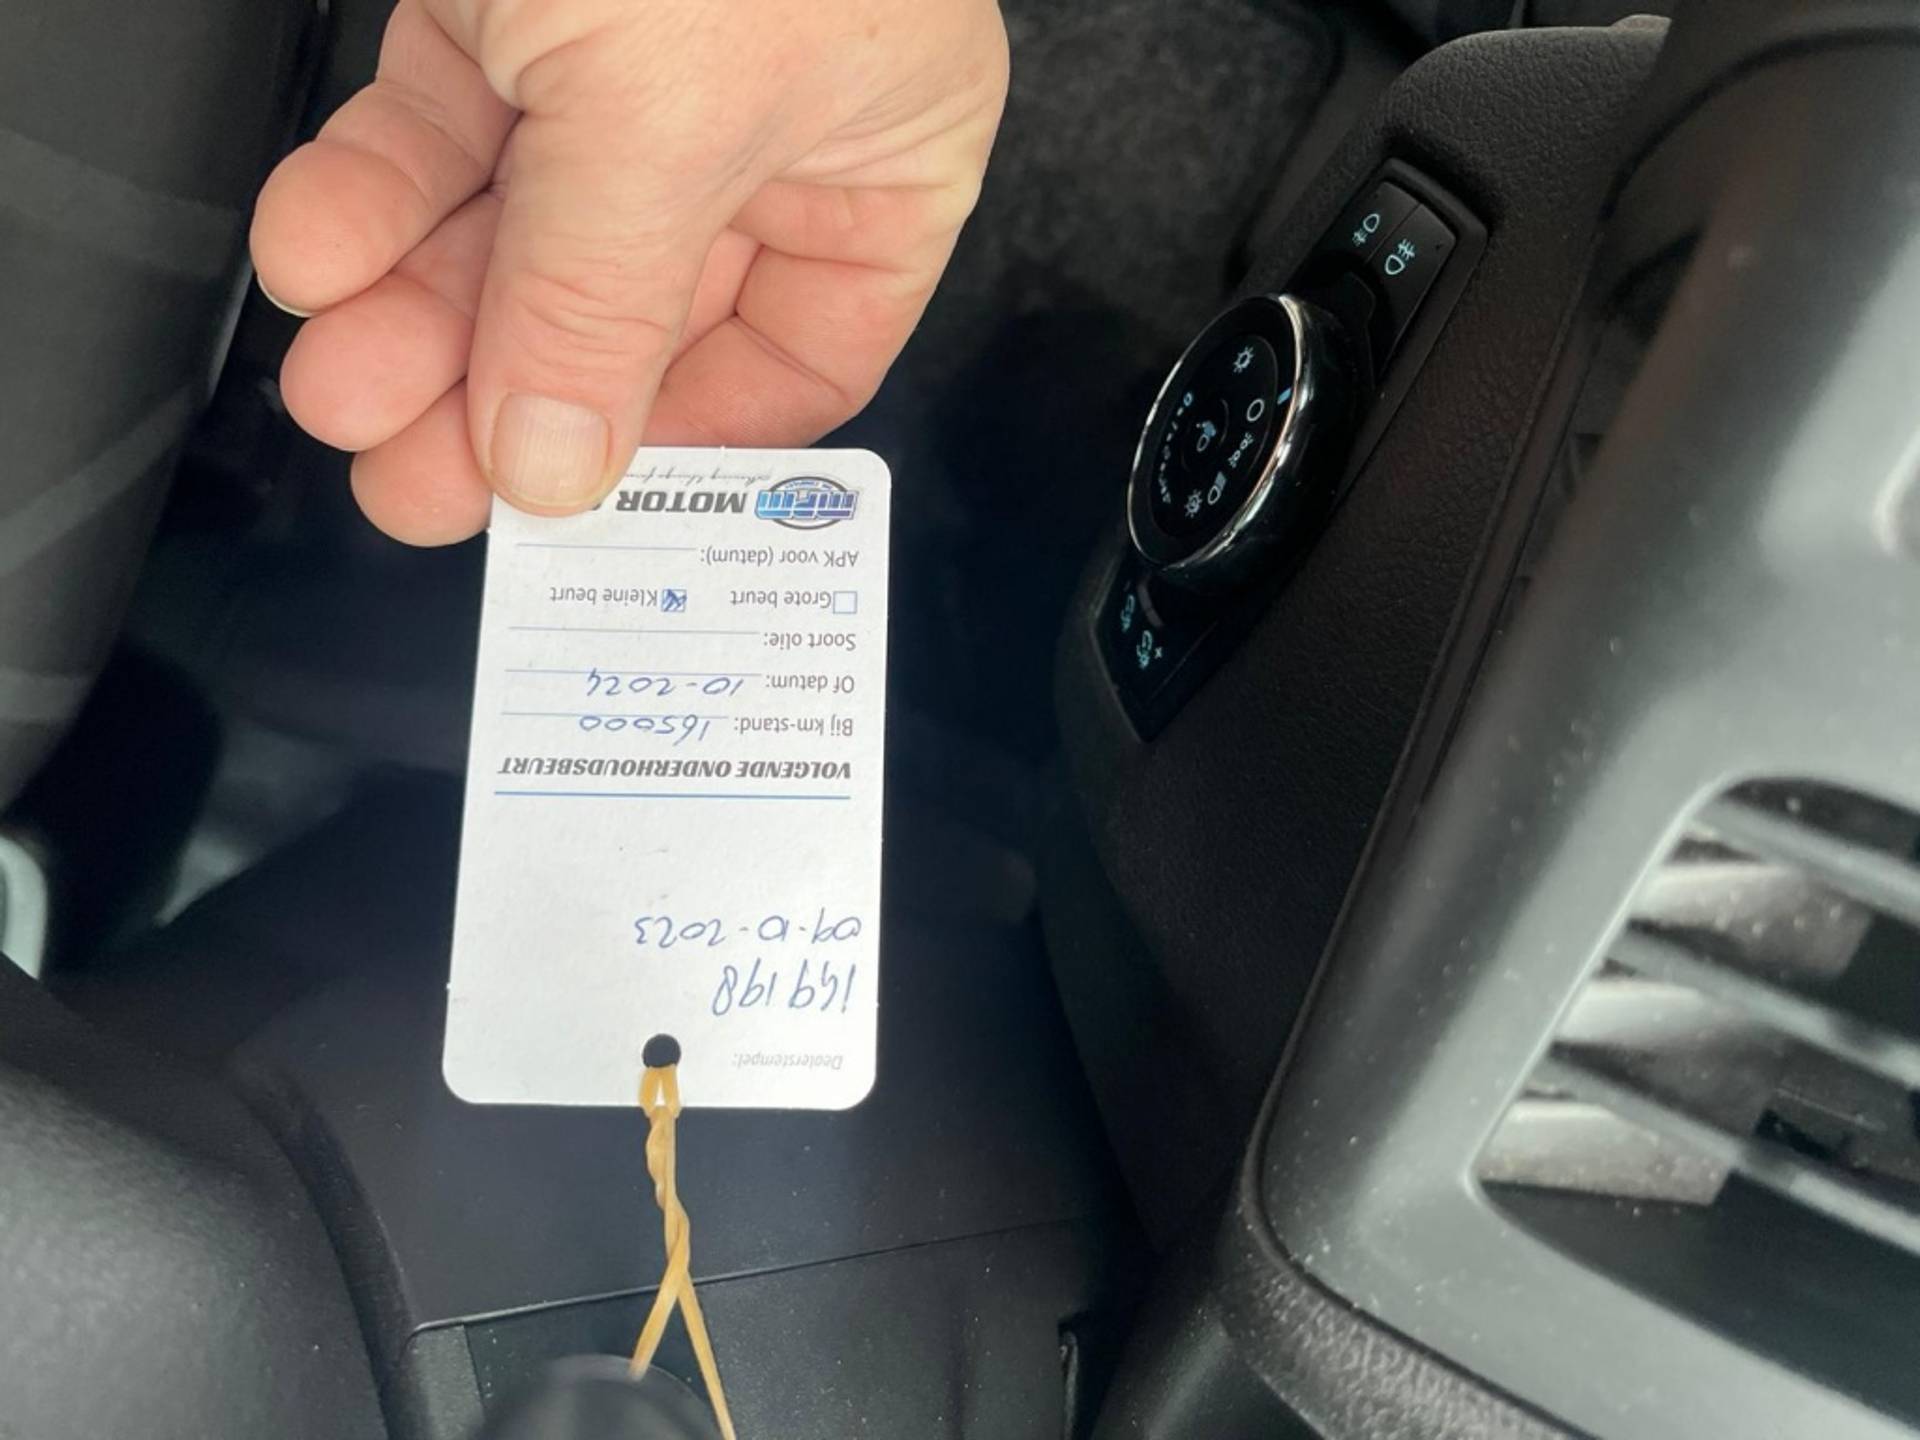 Dealerstempel:
149198
09-10-2023
VOLGENDE ONDERHOUDSBEURT
Bij km-stand: 165000
Of datum: 10-2024
Soort olie:
Grote beurt Kleine beurt
APK voor (datum):
mpm MOTOR